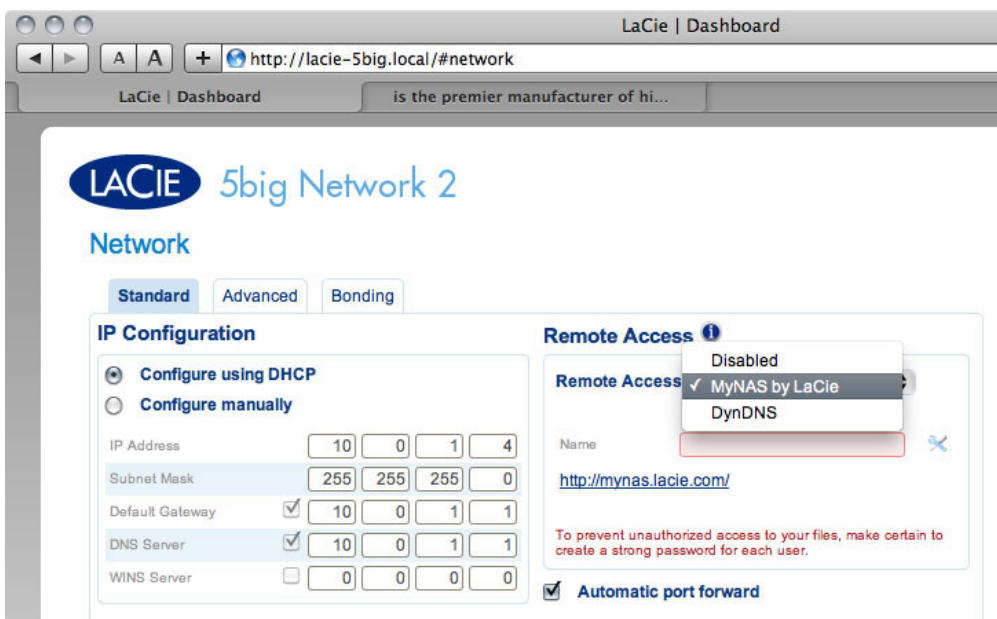 LaCie | Dashboard
A A + http://lacie-5big.local/#network
LaCie | Dashboard
is the premier manufacturer of hi...
LACIE 5big Network 2
Network
Standard Advanced Bonding
IP Configuration
Configure using DHCP
Configure manually
IP Address 10 0 1 4
Subnet Mask 255 255 255 0
Default Gateway 10 0 1 1
DNS Server 10 0 1 1
WINS Server 0 0 0 0
Remote Access i
Remote Access
Disabled
✓ MyNAS by LaCie
DynDNS
Name
http://mynas.lacie.com/
To prevent unauthorized access to your files, make certain to
create a strong password for each user.
Automatic port forward